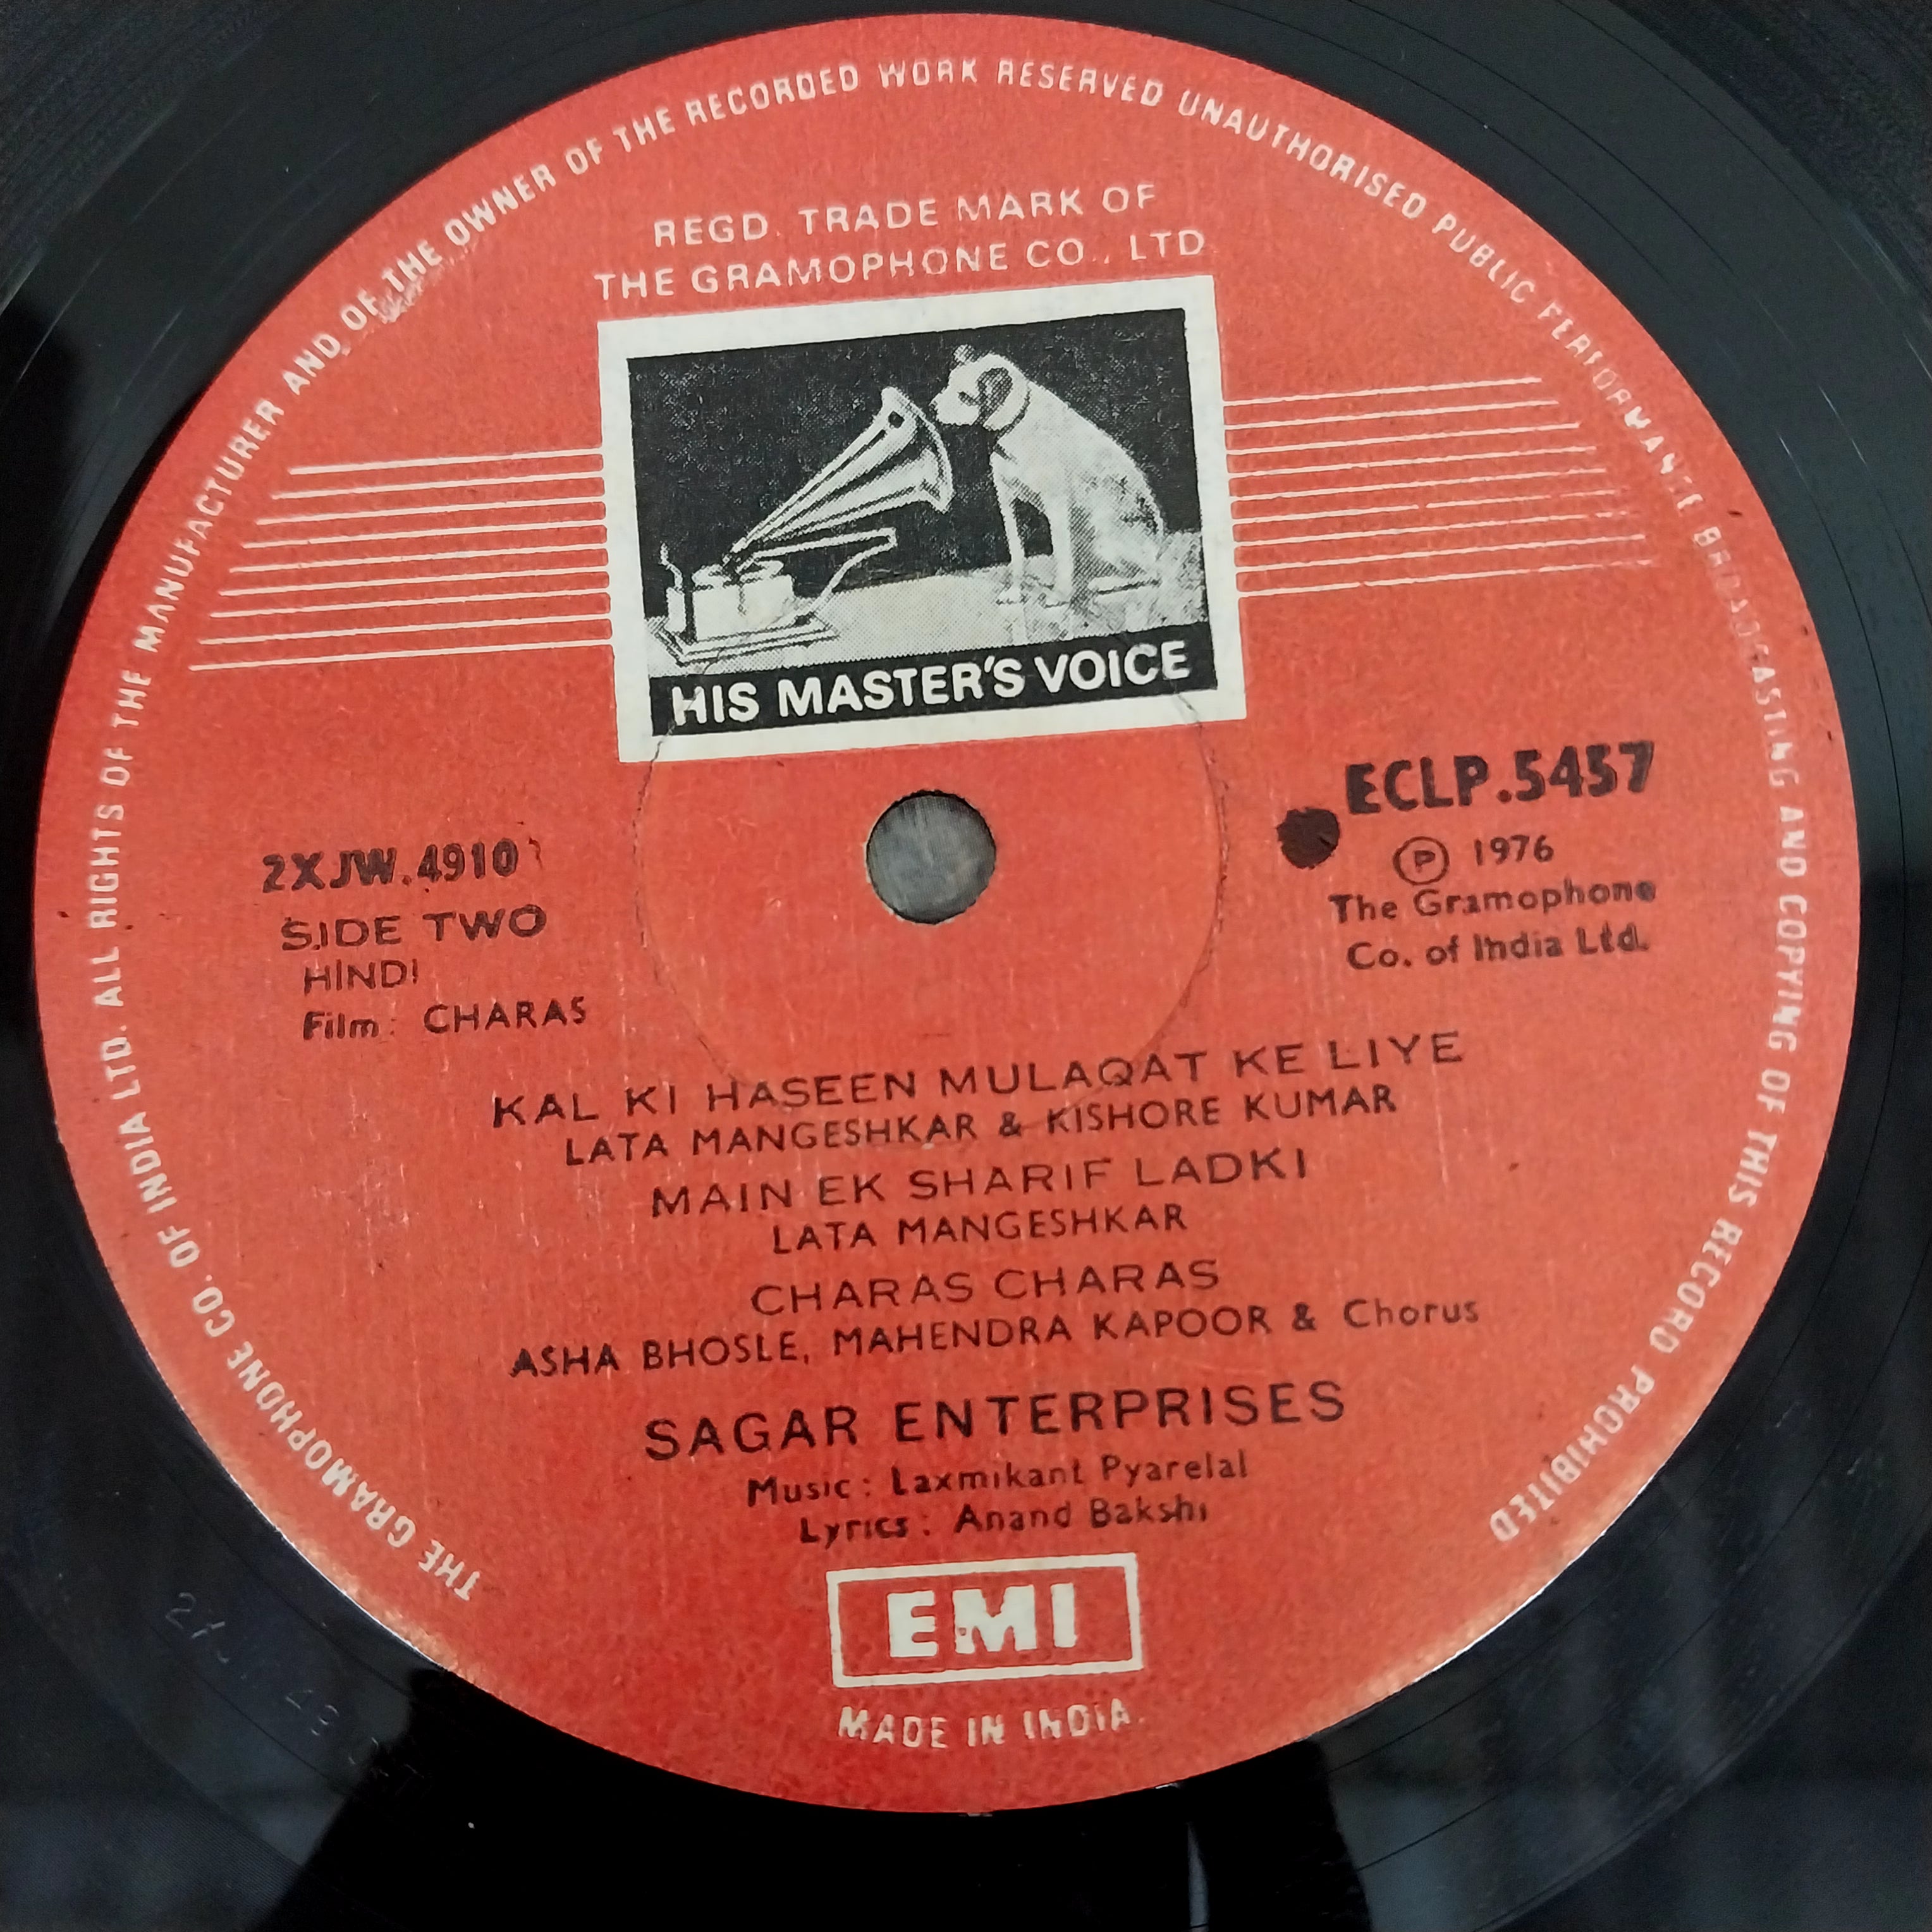 THE GRAMOPHONE CO. OF INDIA LTD. ALL RIGHTS OF THE MANUFACTURER AND OF THE OWNER OF THE RECORDED WORK RESERVED UNAUTHORISED PUBLIC PERFORMANCE BROADCASTING AND COPYING OF THIS RECORD PROHIBITED
REGD. TRADE MARK OF
THE GRAMOPHONE CO., LTD
HIS MASTER'S VOICE
ECLP.5457
℗ 1976
The Gramophone
Co. of India Ltd.
2XJW.4910
SIDE TWO
HINDI
Film: CHARAS
KAL KI HASEEN MULAQAT KE LIYE
LATA MANGESHKAR & KISHORE KUMAR
MAIN EK SHARIF LADKI
LATA MANGESHKAR
CHARAS CHARAS
ASHA BHOSLE, MAHENDRA KAPOOR & Chorus
SAGAR ENTERPRISES
Music: Laxmikant Pyarelal
Lyrics: Anand Bakshi
EMI
MADE IN INDIA.